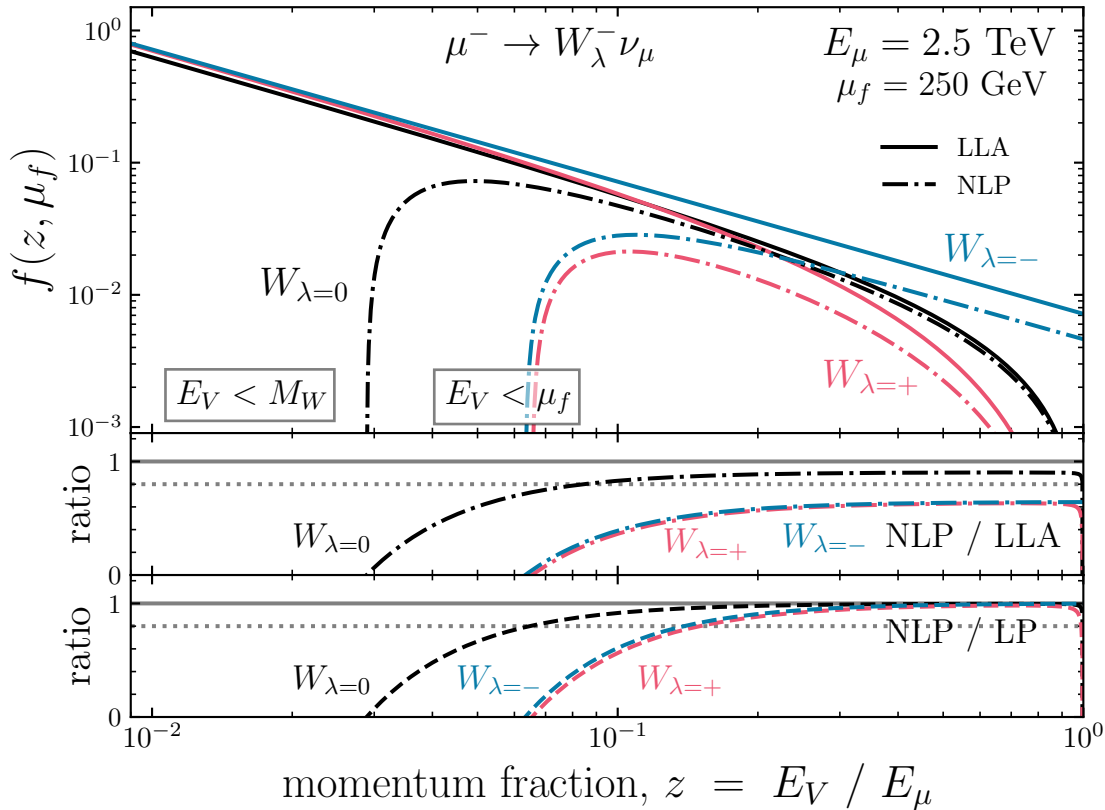 10⁰
10⁻¹
10⁻²
10⁻³
f(z, μ_f)
μ⁻ → W_λ⁻ν_μ
E_μ = 2.5 TeV
μ_f = 250 GeV
LLA
NLP
W_{λ=−}
W_{λ=0}
W_{λ=+}
E_V < M_W
E_V < μ_f
1
ratio
W_{λ=0}
W_{λ=+}
W_{λ=−}
NLP / LLA
0
1
ratio
W_{λ=0}
W_{λ=−}
W_{λ=+}
NLP / LP
0
10⁻²
10⁻¹
10⁰
momentum fraction, z = E_V / E_μ